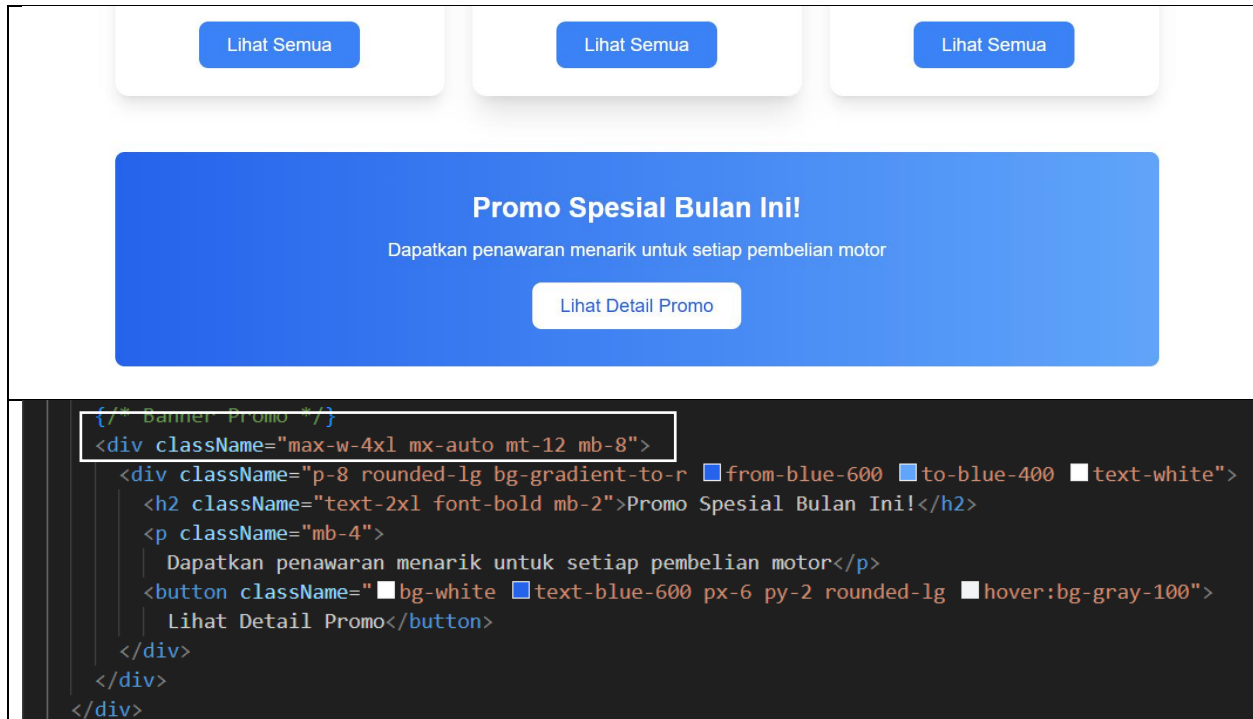 Lihat Semua Lihat Semua Lihat Semua
Promo Spesial Bulan Ini!
Dapatkan penawaran menarik untuk setiap pembelian motor
Lihat Detail Promo
{/* Banner Promo */}
<div className="max-w-4xl mx-auto mt-12 mb-8">
<div className="p-8 rounded-lg bg-gradient-to-r from-blue-600 to-blue-400 text-white">
<h2 className="text-2xl font-bold mb-2">Promo Spesial Bulan Ini!</h2>
<p className="mb-4">
Dapatkan penawaran menarik untuk setiap pembelian motor</p>
<button className="bg-white text-blue-600 px-6 py-2 rounded-lg hover:bg-gray-100">
Lihat Detail Promo</button>
</div>
</div>
</div>